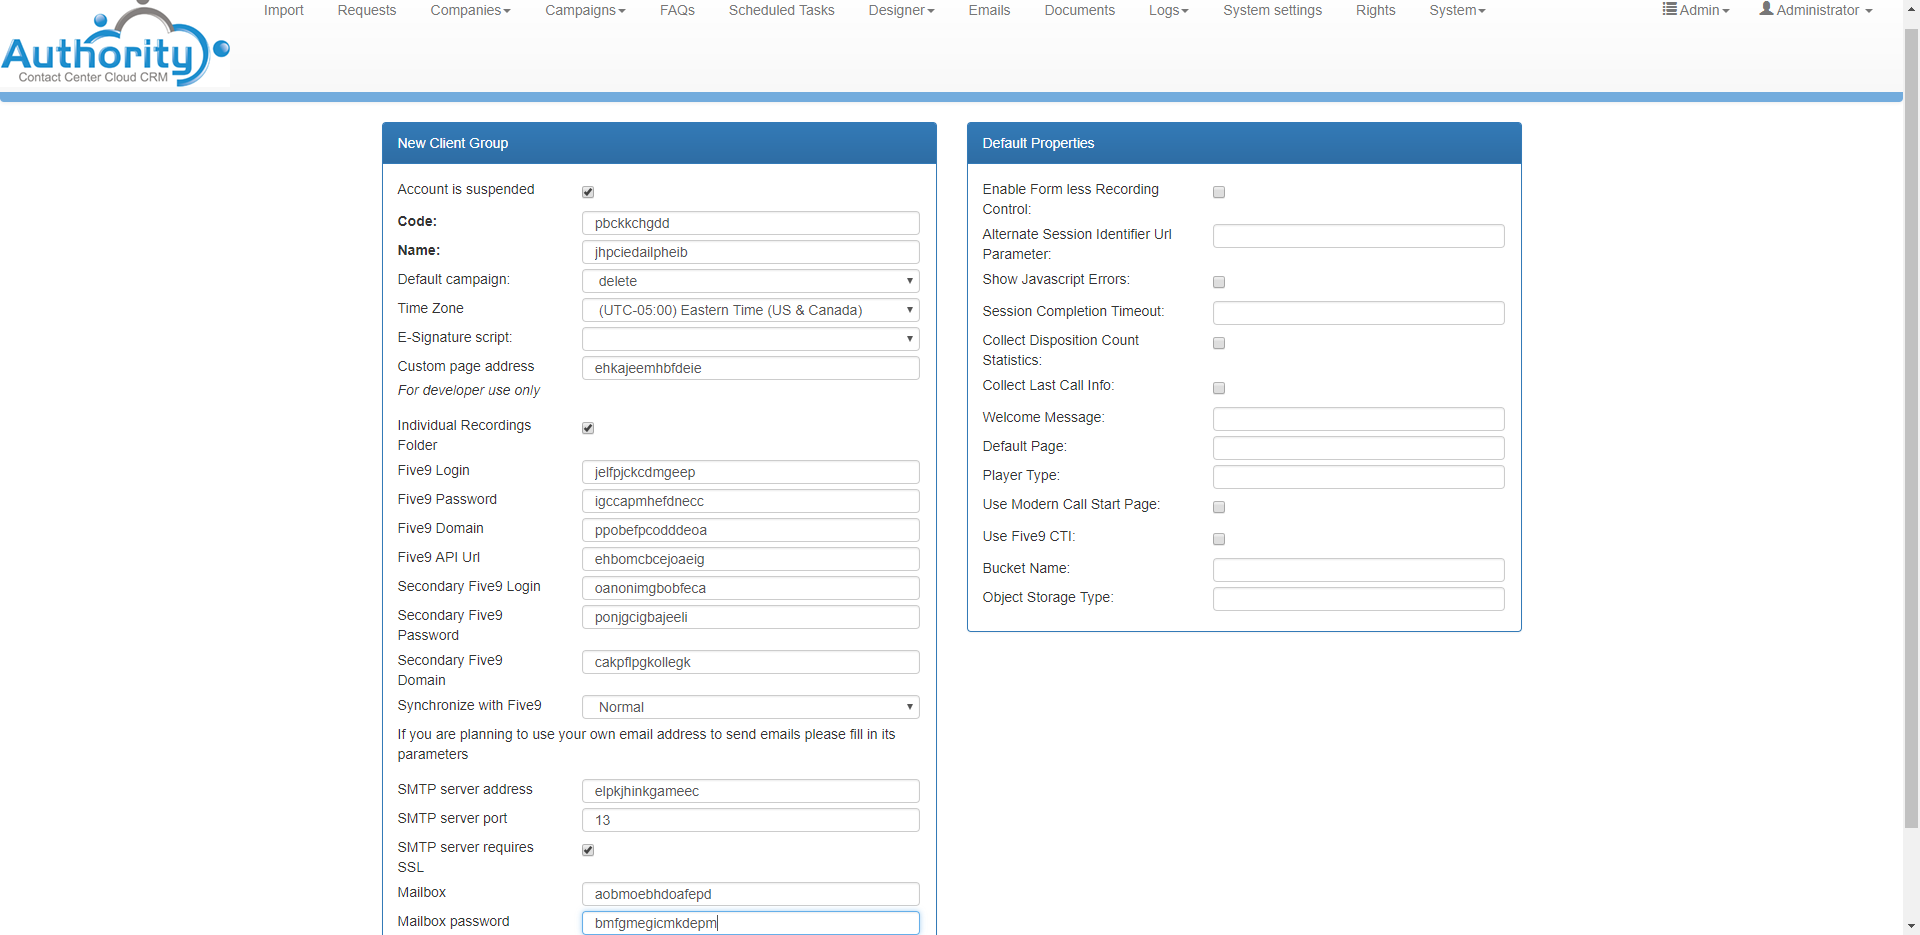 Import Requests Companies Campaigns FAQs Scheduled Tasks Designer Emails Documents Logs System settings Rights System Admin Administrator
Authority
Contact Center Cloud CRM
New Client Group
Account is suspended
Code: pbckkchgdd
Name: jhpciedailpheib
Default campaign: delete
Time Zone (UTC-05:00) Eastern Time (US & Canada)
E-Signature script:
Custom page address ehkajeemhbfdeie
For developer use only
Individual Recordings
Folder
Five9 Login jelfpjckcdmgeep
Five9 Password igccapmhefdnecc
Five9 Domain ppobefpcodddeoa
Five9 API Url ehbomcbcejoaeig
Secondary Five9 Login oanonimgbobfeca
Secondary Five9 ponjgcigbajeeli
Password
Secondary Five9 cakpflpgkollegk
Domain
Synchronize with Five9 Normal
If you are planning to use your own email address to send emails please fill in its
parameters
SMTP server address elpkjhinkgameec
SMTP server port 13
SMTP server requires
SSL
Mailbox aobmoebhdoafepd
Mailbox password bmfgmegicmkdepm
Default Properties
Enable Form less Recording
Control:
Alternate Session Identifier Url
Parameter:
Show Javascript Errors:
Session Completion Timeout:
Collect Disposition Count
Statistics:
Collect Last Call Info:
Welcome Message:
Default Page:
Player Type:
Use Modern Call Start Page:
Use Five9 CTI:
Bucket Name:
Object Storage Type: